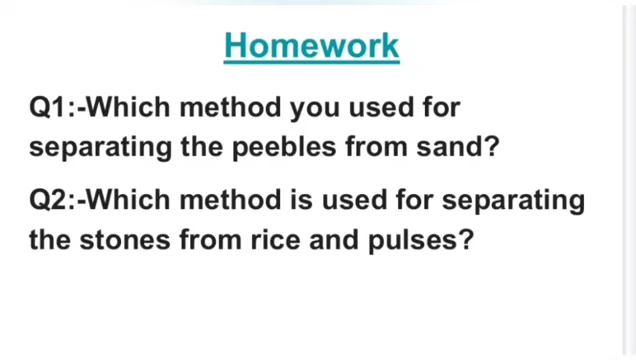 Homework
Q1:-Which method you used for
separating the peebles from sand?
Q2:-Which method is used for separating
the stones from rice and pulses?